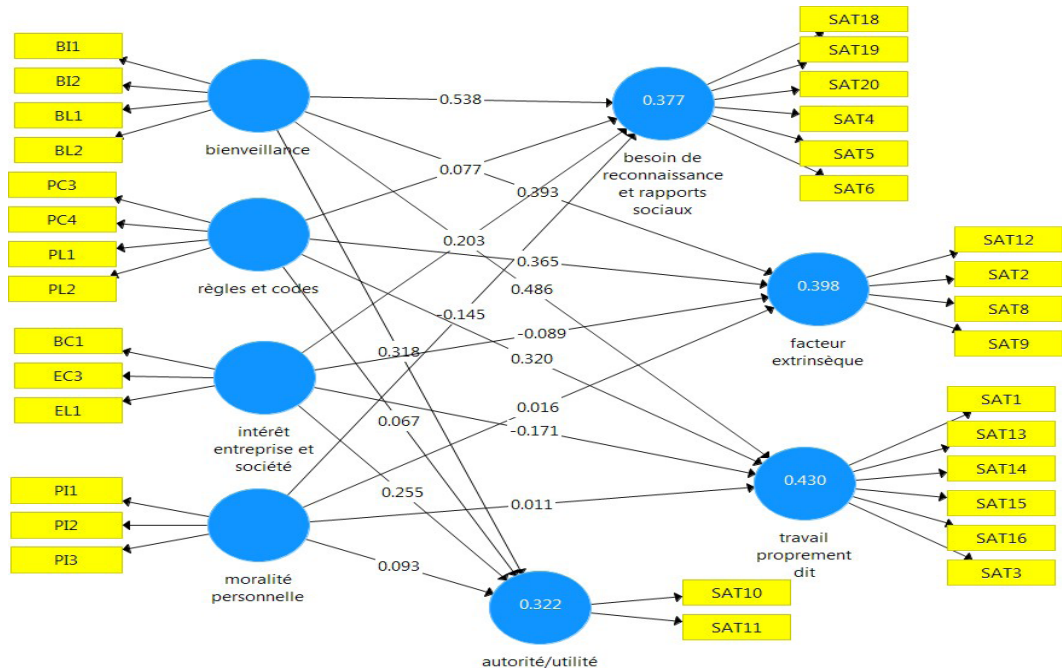 BI1
BI2
BL1
BL2
bienveillance
PC3
PC4
PL1
PL2
règles et codes
BC1
EC3
EL1
intérêt
entreprise et
société
PI1
PI2
PI3
moralité
personnelle
0.538
0.077
0.393
0.203
0.365
0.486
-0.145
-0.089
0.318
0.320
0.016
0.067
-0.171
0.255
0.011
0.093
0.377
besoin de
reconnaissance
et rapports
sociaux
SAT18
SAT19
SAT20
SAT4
SAT5
SAT6
0.398
facteur
extrinsèque
SAT12
SAT2
SAT8
SAT9
0.430
travail
proprement
dit
SAT1
SAT13
SAT14
SAT15
SAT16
SAT3
0.322
autorité/utilité
SAT10
SAT11